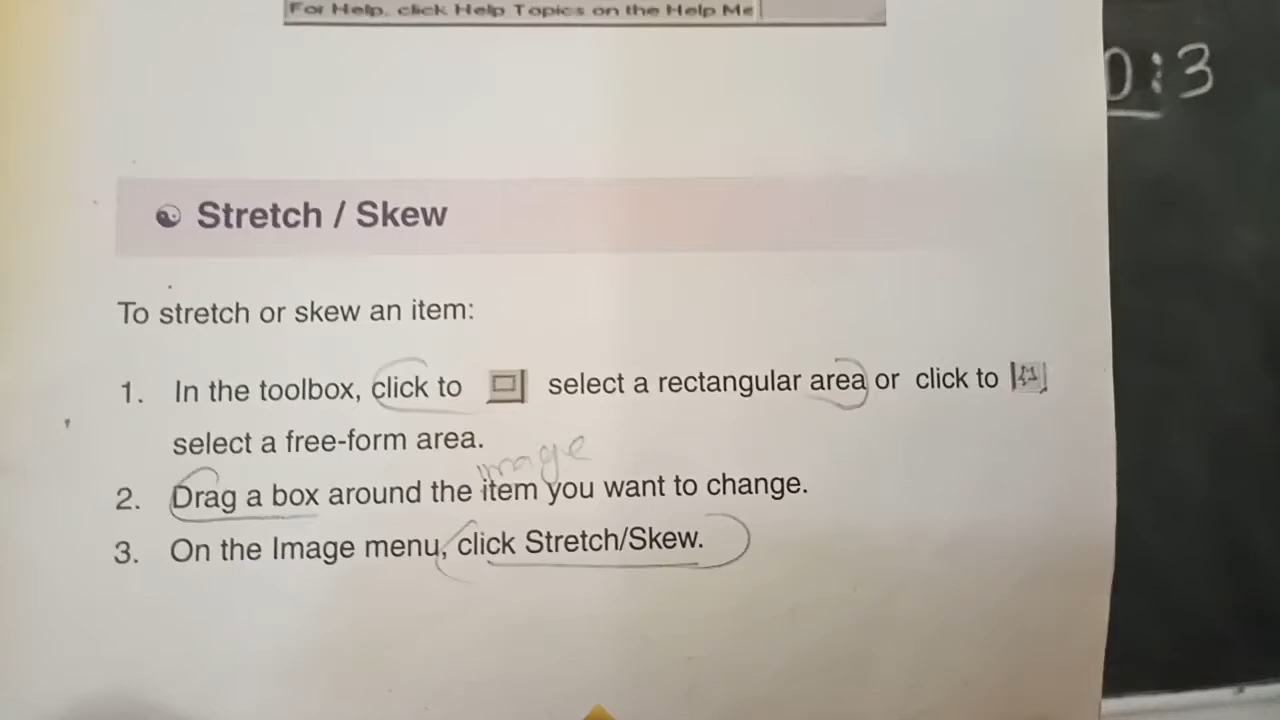 For Help, click Help Topics on the Help Me
0:3
Stretch / Skew
To stretch or skew an item:
1. In the toolbox, click to select a rectangular area or click to
select a free-form area.
image
2. Drag a box around the item you want to change.
3. On the Image menu, click Stretch/Skew.